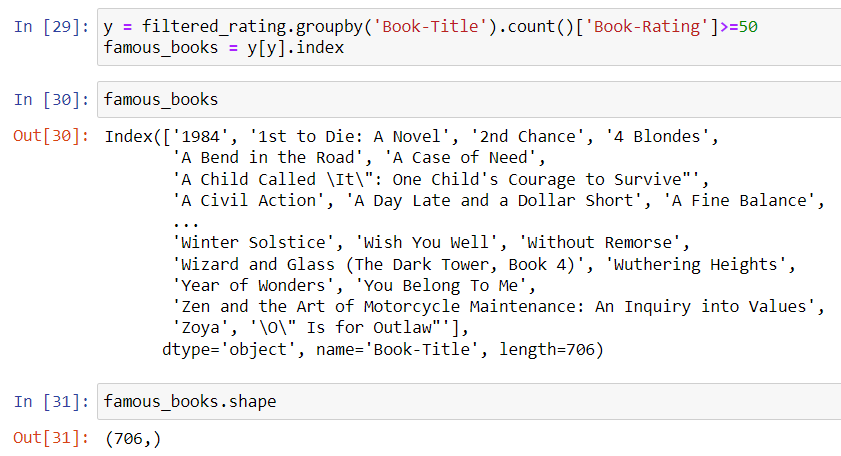 In [29]: y = filtered_rating.groupby('Book-Title').count()['Book-Rating']>=50
famous_books = y[y].index
In [30]: famous_books
Out[30]: Index(['1984', '1st to Die: A Novel', '2nd Chance', '4 Blondes',
'A Bend in the Road', 'A Case of Need',
'A Child Called \It\": One Child's Courage to Survive"',
'A Civil Action', 'A Day Late and a Dollar Short', 'A Fine Balance',
...
'Winter Solstice', 'Wish You Well', 'Without Remorse',
'Wizard and Glass (The Dark Tower, Book 4)', 'Wuthering Heights',
'Year of Wonders', 'You Belong To Me',
'Zen and the Art of Motorcycle Maintenance: An Inquiry into Values',
'Zoya', '\O\" Is for Outlaw"'],
dtype='object', name='Book-Title', length=706)
In [31]: famous_books.shape
Out[31]: (706,)